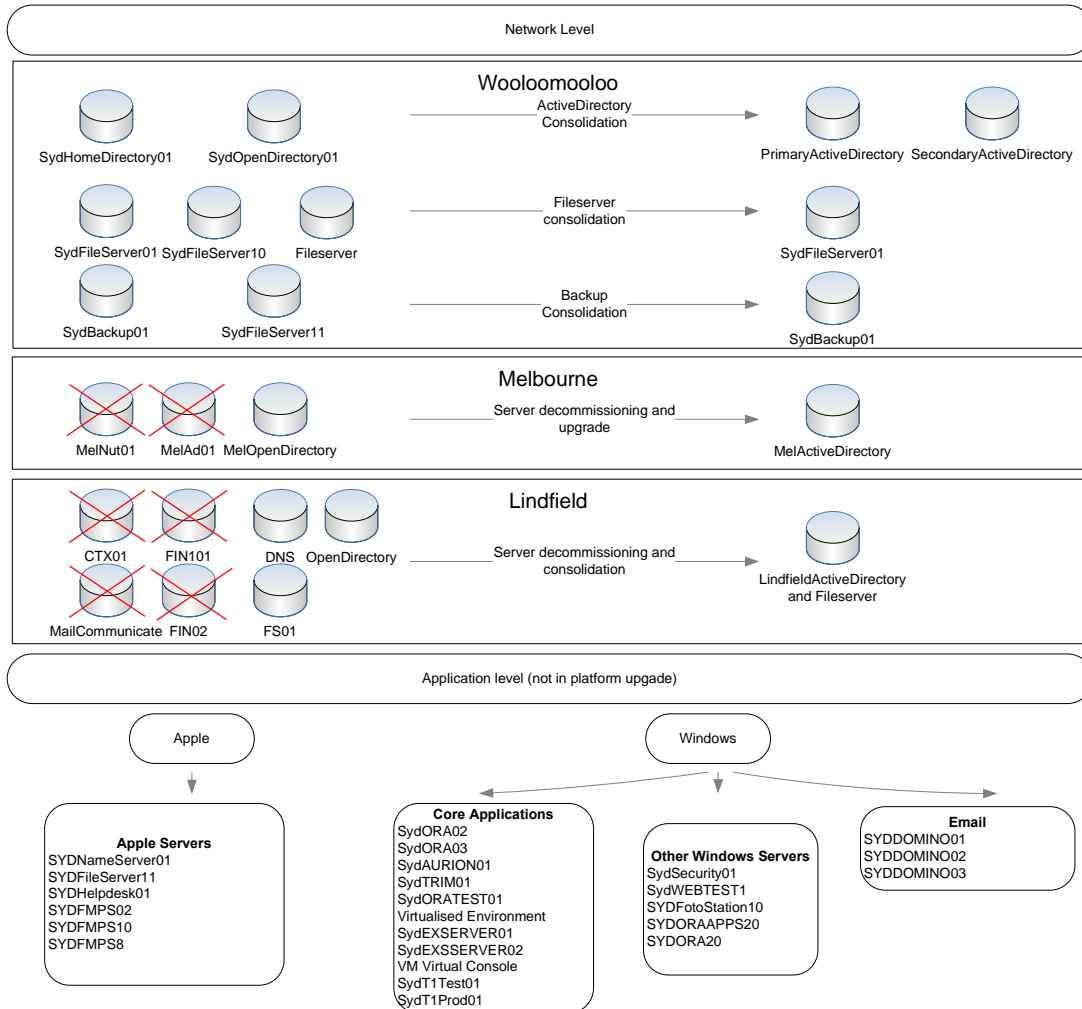 Network Level
Wooloomooloo
ActiveDirectory
Consolidation
SydHomeDirectory01
SydOpenDirectory01
PrimaryActiveDirectory
SecondaryActiveDirectory
Fileserver
consolidation
SydFileServer01
SydFileServer10
Fileserver
SydFileServer01
Backup
Consolidation
SydBackup01
SydFileServer11
SydBackup01
Melbourne
Server decommissioning and
upgrade
MelNut01
MelAd01
MelOpenDirectory
MelActiveDirectory
Lindfield
CTX01
FIN101
DNS
OpenDirectory
Server decommissioning and
consolidation
LindfieldActiveDirectory
and Fileserver
MailCommunicate
FIN02
FS01
Application level (not in platform upgade)
Apple
Windows
Apple Servers
SYDNameServer01
SYDFileServer11
SYDHelpdesk01
SYDFMPS02
SYDFMPS10
SYDFMPS8
Core Applications
SydORA02
SydORA03
SydAURION01
SydTRIM01
SydORATEST01
Virtualised Environment
SydEXSERVER01
SydEXSSERVER02
VM Virtual Console
SydT1Test01
SydT1Prod01
Other Windows Servers
SydSecurity01
SydWEBTEST1
SYDFotoStation10
SYDORAAPPS20
SYDORA20
Email
SYDDOMINO01
SYDDOMINO02
SYDDOMINO03